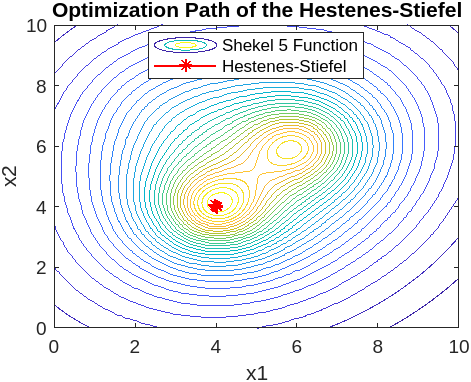 Optimization Path of the Hestenes-Stiefel
Shekel 5 Function
Hestenes-Stiefel
10
8
6
4
2
0
x2
0 2 4 6 8 10
x1